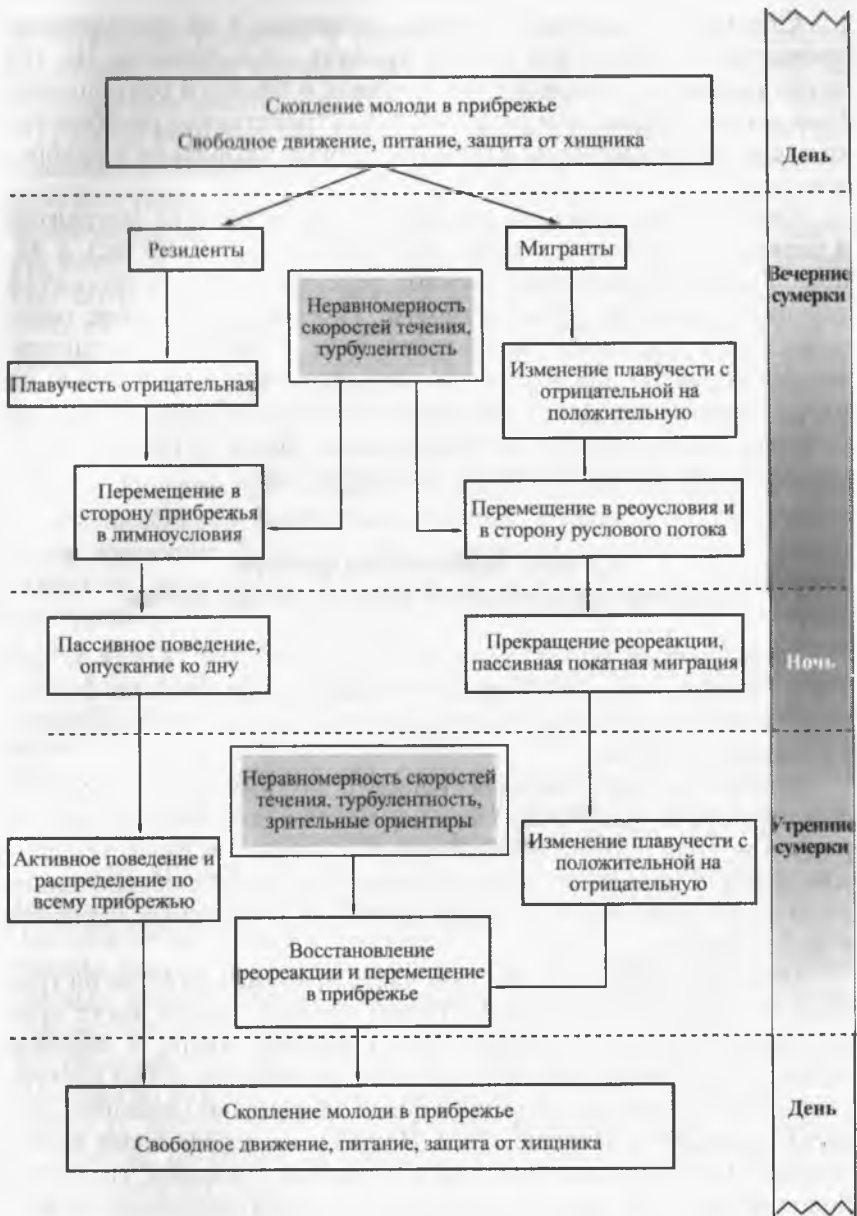 Скопление молоди в прибрежье
Свободное движение, питание, защита от хищника
День
Резиденты
Мигранты
Вечерние
сумерки
Неравномерность
скоростей течения,
турбулентность
Плавучесть отрицательная
Изменение плавучести с
отрицательной на
положительную
Перемещение в
сторону прибрежья
в лимноусловия
Перемещение в реоусловия и
в сторону руслового потока
Пассивное поведение,
опускание ко дну
Прекращение реореакции,
пассивная покатная миграция
Ночь
Неравномерность скоростей
течения, турбулентность,
зрительные ориентиры
Утренние
сумерки
Активное поведение и
распределение по
всему прибрежью
Изменение плавучести с
положительной на
отрицательную
Восстановление
реореакции и перемещение
в прибрежье
Скопление молоди в прибрежье
Свободное движение, питание, защита от хищника
День